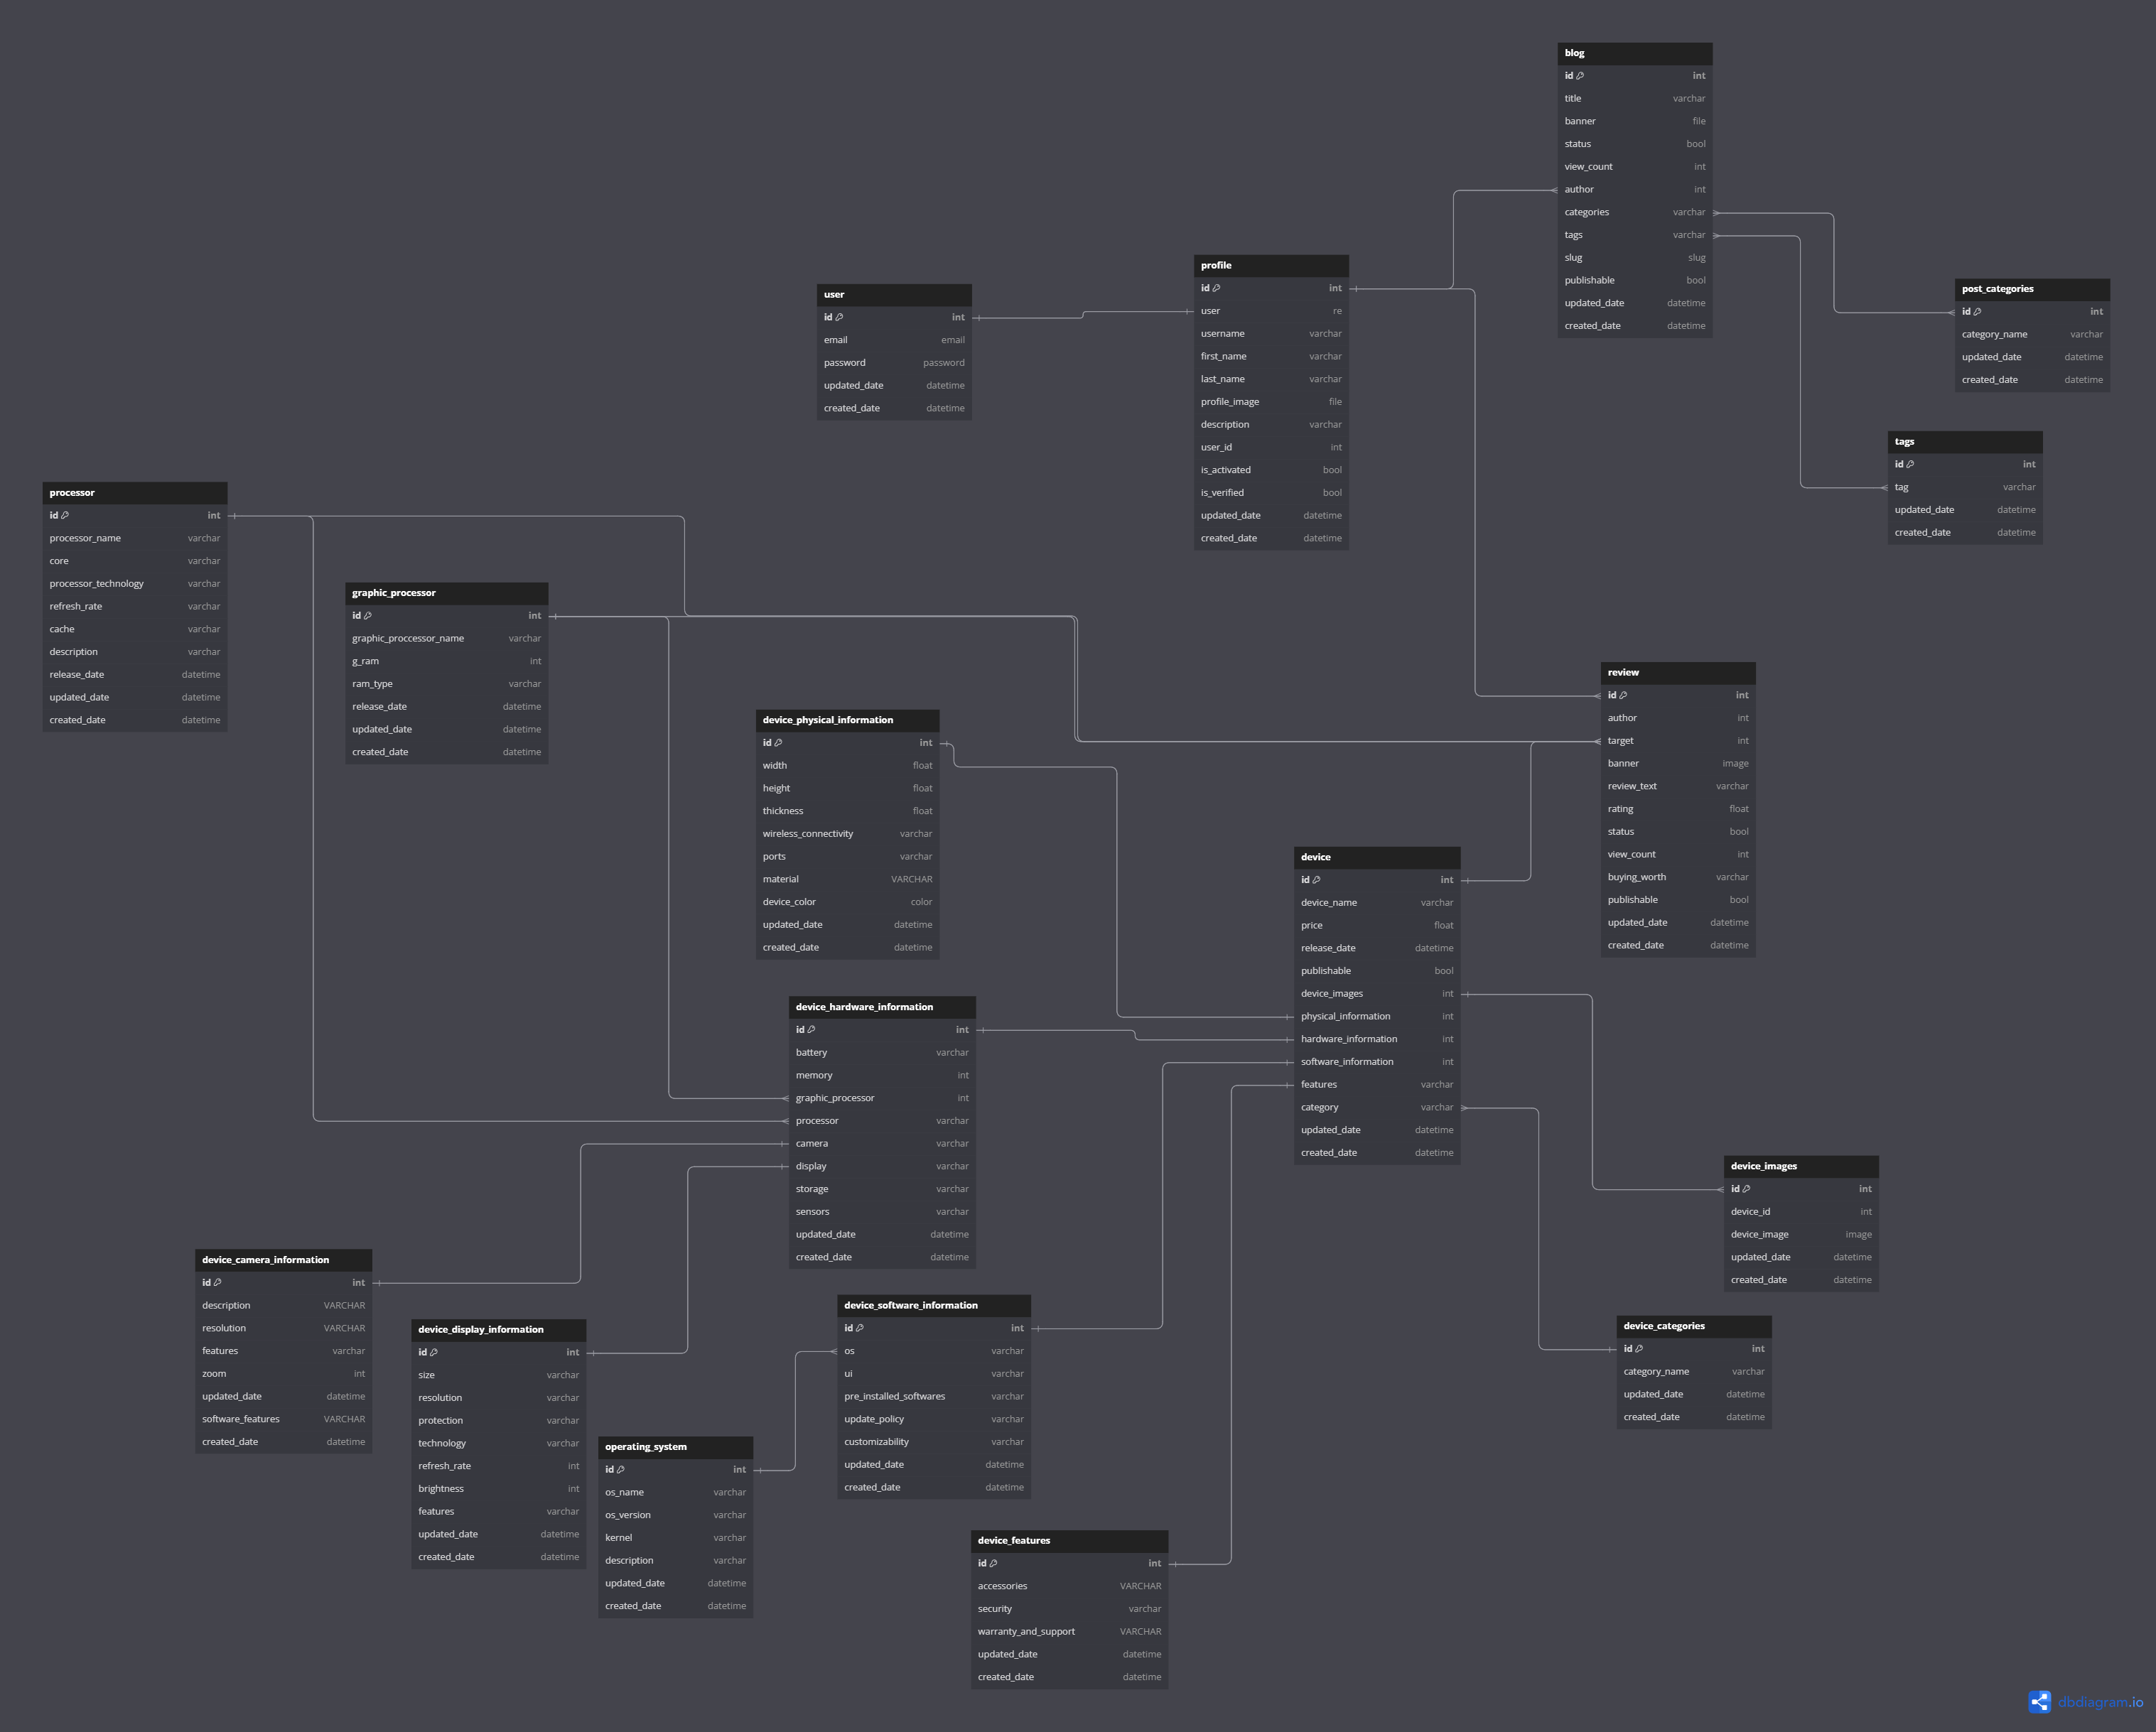 blog
id int
title varchar
banner file
status bool
view_count int
author int
categories varchar
tags varchar
slug slug
publishable bool
updated_date datetime
created_date datetime
profile
id int
user re
username varchar
first_name varchar
last_name varchar
profile_image file
description varchar
user_id int
is_activated bool
is_verified bool
updated_date datetime
created_date datetime
user
id int
email email
password password
updated_date datetime
created_date datetime
post_categories
id int
category_name varchar
updated_date datetime
created_date datetime
tags
id int
tag varchar
updated_date datetime
created_date datetime
processor
id int
processor_name varchar
core varchar
processor_technology varchar
refresh_rate varchar
cache varchar
description varchar
release_date datetime
updated_date datetime
created_date datetime
graphic_processor
id int
graphic_proccessor_name varchar
g_ram int
ram_type varchar
release_date datetime
updated_date datetime
created_date datetime
review
id int
author int
target int
banner image
review_text varchar
rating float
status bool
view_count int
buying_worth varchar
publishable bool
updated_date datetime
created_date datetime
device_physical_information
id int
width float
height float
thickness float
wireless_connectivity varchar
ports varchar
material VARCHAR
device_color color
updated_date datetime
created_date datetime
device
id int
device_name varchar
price float
release_date datetime
publishable bool
device_images int
physical_information int
hardware_information int
software_information int
features varchar
category varchar
updated_date datetime
created_date datetime
device_hardware_information
id int
battery varchar
memory int
graphic_processor int
processor varchar
camera varchar
display varchar
storage varchar
sensors varchar
updated_date datetime
created_date datetime
device_images
id int
device_id int
device_image image
updated_date datetime
created_date datetime
device_camera_information
id int
description VARCHAR
resolution VARCHAR
features varchar
zoom int
updated_date datetime
software_features VARCHAR
created_date datetime
device_software_information
id int
os varchar
ui varchar
pre_installed_softwares varchar
update_policy varchar
customizability varchar
updated_date datetime
created_date datetime
device_display_information
id int
size varchar
resolution varchar
protection varchar
technology varchar
refresh_rate int
brightness int
features varchar
updated_date datetime
created_date datetime
device_categories
id int
category_name varchar
updated_date datetime
created_date datetime
operating_system
id int
os_name varchar
os_version varchar
kernel varchar
description varchar
updated_date datetime
created_date datetime
device_features
id int
accessories VARCHAR
security varchar
warranty_and_support VARCHAR
updated_date datetime
created_date datetime
dbdiagram.io